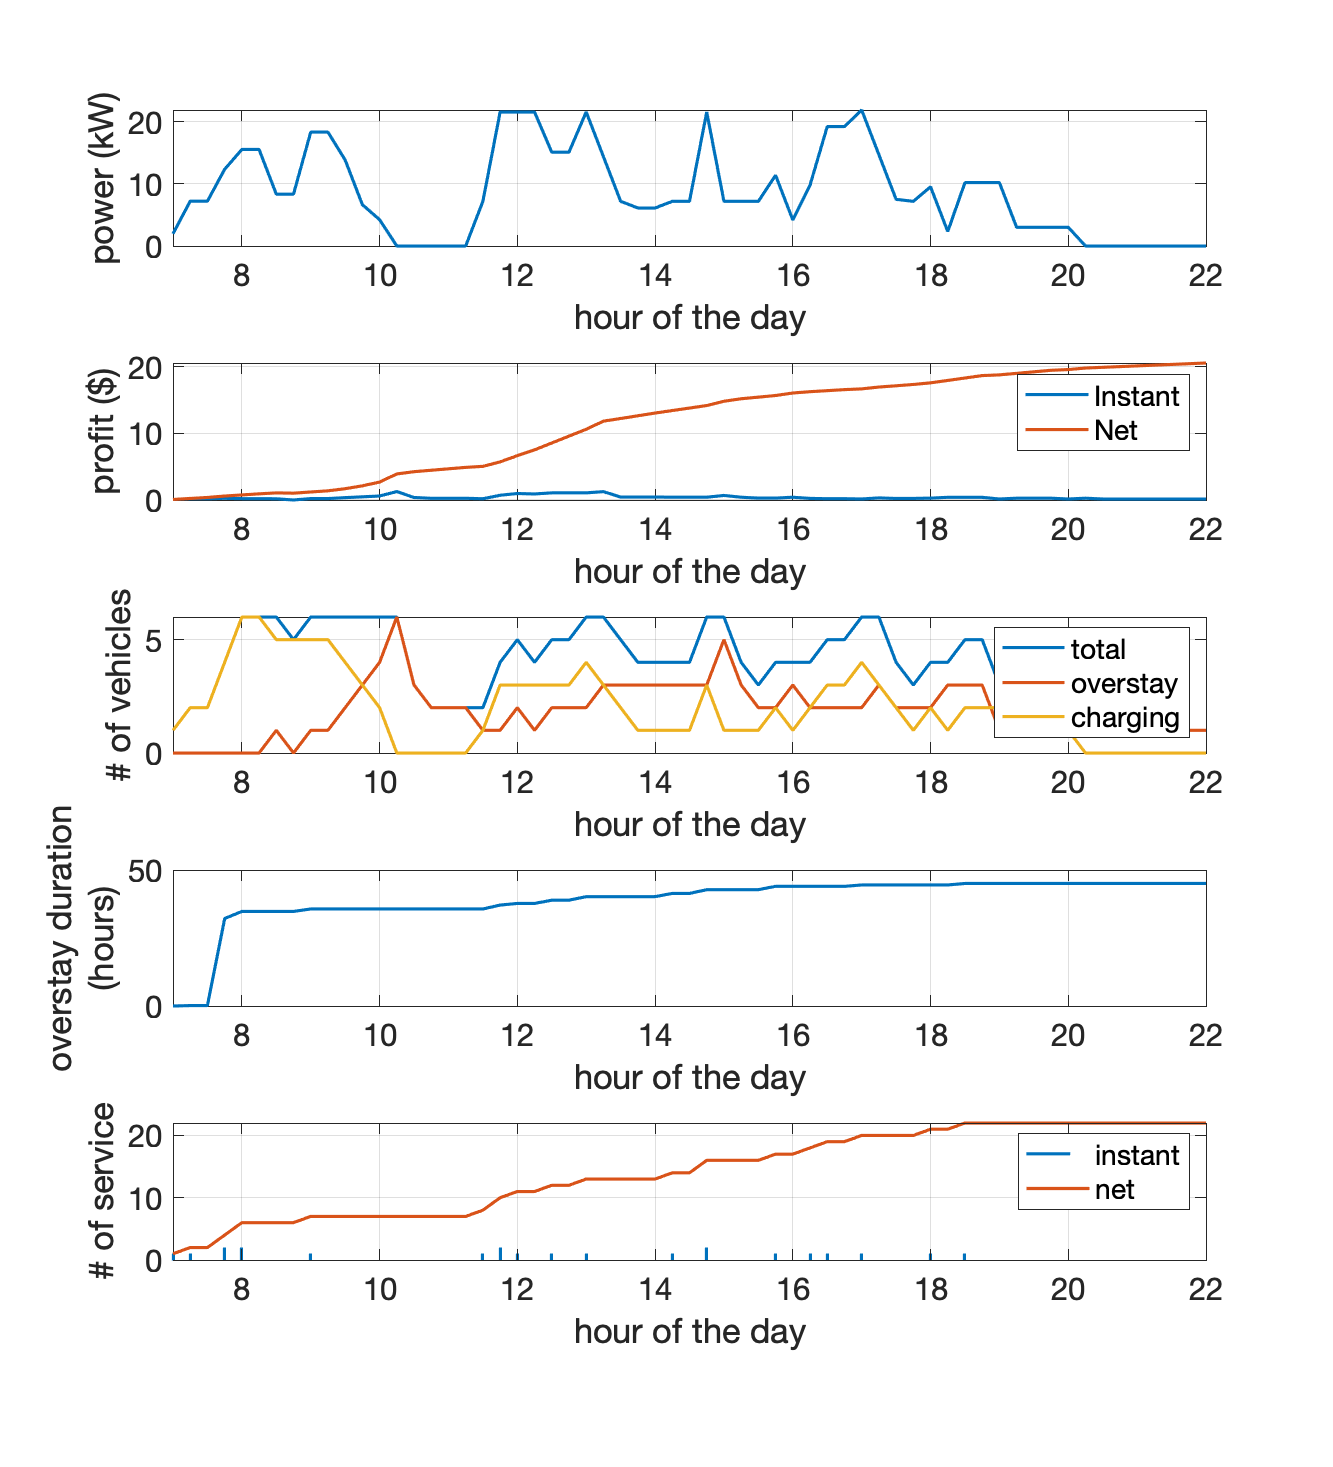 power (kW)
20
10
0
8 10 12 14 16 18 20 22
hour of the day
profit ($)
20
10
0
Instant
Net
8 10 12 14 16 18 20 22
hour of the day
# of vehicles
5
0
total
overstay
charging
8 10 12 14 16 18 20 22
hour of the day
overstay duration
(hours)
50
0
8 10 12 14 16 18 20 22
hour of the day
# of service
20
10
0
instant
net
8 10 12 14 16 18 20 22
hour of the day